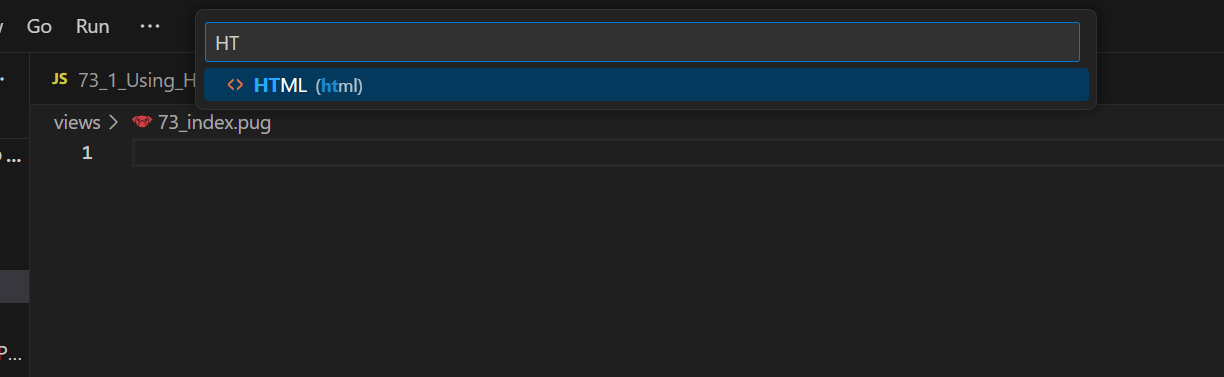 Go Run ...
HT
<> HTML (html)
JS 73_1_Using_H
views > 73_index.pug
...
1
P...